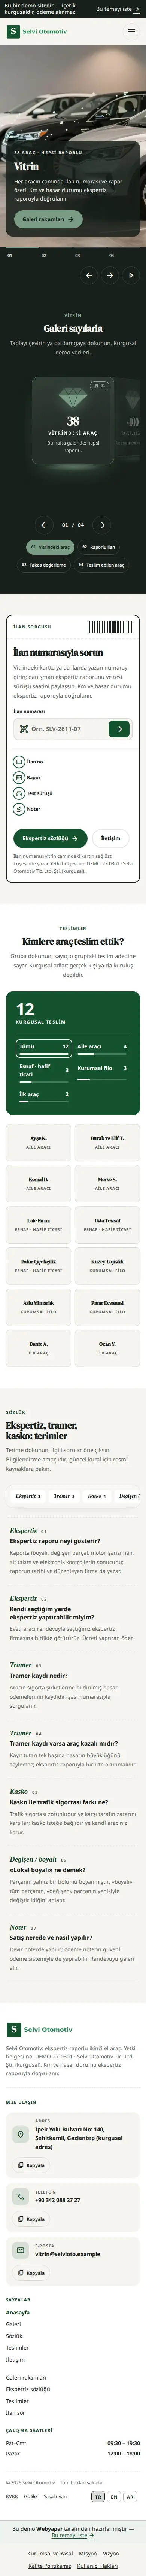 Bu bir demo sitedir — içerik kurgusaldır, ödeme alınmaz
Bu temayı iste →
S Selvi Otomotiv
38 ARAÇ · HEPSİ RAPORLU
Vitrin
Her aracın camında ilan numarası ve rapor özeti. Km ve hasar durumu ekspertiz raporuyla doğrulanır.
Galeri rakamları →
01 02 03 04
VİTRİN
Galeri sayılarla
Tablayı çevirin ya da damgaya dokunun. Kurgusal demo verileri.
01
38
VİTRİNDEKİ ARAÇ
Bu hafta galeride; hepsi raporlu.
01 / 04
01 Vitrindeki araç
02 Raporlu ilan
03 Takas değerleme
04 Teslim edilen araç
İLAN SORGUSU
İlan numarasıyla sorun
Vitrindeki kartta ya da ilanda yazan numarayı girin; danışman ekspertiz raporunu ve test sürüşü saatini paylaşsın. Km ve hasar durumu ekspertiz raporuyla doğrulanır. Kurgusal demo.
İlan numarası
Örn. SLV-2611-07
İlan no
Rapor
Test sürüşü
Noter
Ekspertiz sözlüğü →
İletişim
İlan numarası vitrin camındaki kartın sağ üst köşesinde yazar. Yetki belgesi no: DEMO-27-0301 · Selvi Otomotiv Tic. Ltd. Şti. (kurgusal).
TESLİMLER
Kimlere araç teslim ettik?
Gruba dokunun; sayaç o gruptaki teslim adedini gösterir. Kurgusal adlar; gerçek kişi ya da kuruluş değildir.
12
KURGUSAL TESLİM
Tümü 12
Aile aracı 4
Esnaf · hafif ticari 3
Kurumsal filo 3
İlk araç 2
Ayşe K.
AİLE ARACI
Burak ve Elif T.
AİLE ARACI
Kemal D.
AİLE ARACI
Merve S.
AİLE ARACI
Lale Fırını
ESNAF · HAFİF TİCARİ
Usta Tesisat
ESNAF · HAFİF TİCARİ
Bahar Çiçekçilik
ESNAF · HAFİF TİCARİ
Kuzey Lojistik
KURUMSAL FİLO
Avlu Mimarlık
KURUMSAL FİLO
Pınar Eczanesi
KURUMSAL FİLO
Deniz A.
İLK ARAÇ
Ozan Y.
İLK ARAÇ
SÖZLÜK
Ekspertiz, tramer, kasko: terimler
Terime dokunun, ilgili sorular öne çıksın. Bilgilendirme amaçlıdır; güncel kural için resmi kaynaklara bakın.
Ekspertiz 2
Tramer 2
Kasko 1
Değişen /
Ekspertiz 01
Ekspertiz raporu neyi gösterir?
Kaporta (boyalı, değişen parça), motor, şanzıman, alt takım ve elektronik kontrollerin sonucunu; raporun tarihi ve düzenleyen firma da yazar.
Ekspertiz 02
Kendi seçtiğim yerde ekspertiz yaptırabilir miyim?
Evet; aracı randevuyla seçtiğiniz ekspertiz firmasına birlikte götürürüz. Ücreti yapılan öder.
Tramer 03
Tramer kaydı nedir?
Aracın sigorta şirketlerine bildirilmiş hasar ödemelerinin kaydıdır; şasi numarasıyla sorgulanır.
Tramer 04
Tramer kaydı varsa araç kazalı mıdır?
Kayıt tutarı tek başına hasarın büyüklüğünü söylemez; ekspertiz raporuyla birlikte okunmalıdır.
Kasko 05
Kasko ile trafik sigortası farkı ne?
Trafik sigortası zorunludur ve karşı tarafın zararını karşılar; kasko isteğe bağlıdır ve kendi aracınızı korur.
Değişen / boyalı 06
«Lokal boyalı» ne demek?
Parçanın yalnız bir bölümü boyanmıştır; «boyalı» tüm parçanın, «değişen» parçanın yenisiyle değiştirildiğini anlatır.
Noter 07
Satış nerede ve nasıl yapılır?
Devir noterde yapılır; ödeme noterin güvenli ödeme sistemiyle de yapılabilir. Randevuyu galeri alır.
S Selvi Otomotiv
Selvi Otomotiv; ekspertiz raporlu ikinci el araç. Yetki belgesi no: DEMO-27-0301 · Selvi Otomotiv Tic. Ltd. Şti. (kurgusal). Km ve hasar durumu ekspertiz raporuyla doğrulanır.
BİZE ULAŞIN
ADRES
İpek Yolu Bulvarı No: 140, Şehitkamil, Gaziantep (kurgusal adres)
Kopyala
TELEFON
+90 342 088 27 27
Kopyala
E-POSTA
vitrin@selvioto.example
Kopyala
SAYFALAR
Anasayfa
Galeri
Sözlük
Teslimler
İletişim
Galeri rakamları
Ekspertiz sözlüğü
Teslimler
İlan sor
ÇALIŞMA SAATLERİ
Pzt–Cmt 09:30 – 19:30
Pazar 12:00 – 18:00
© 2026 Selvi Otomotiv Tüm hakları saklıdır
KVKK Gizlilik Yasal uyarı
TR EN AR
Bu demo Webyapar tarafından hazırlanmıştır —
Bu temayı iste →
Kurumsal ve Yasal Misyon Vizyon
Kalite Politikamız Kullanıcı Hakları